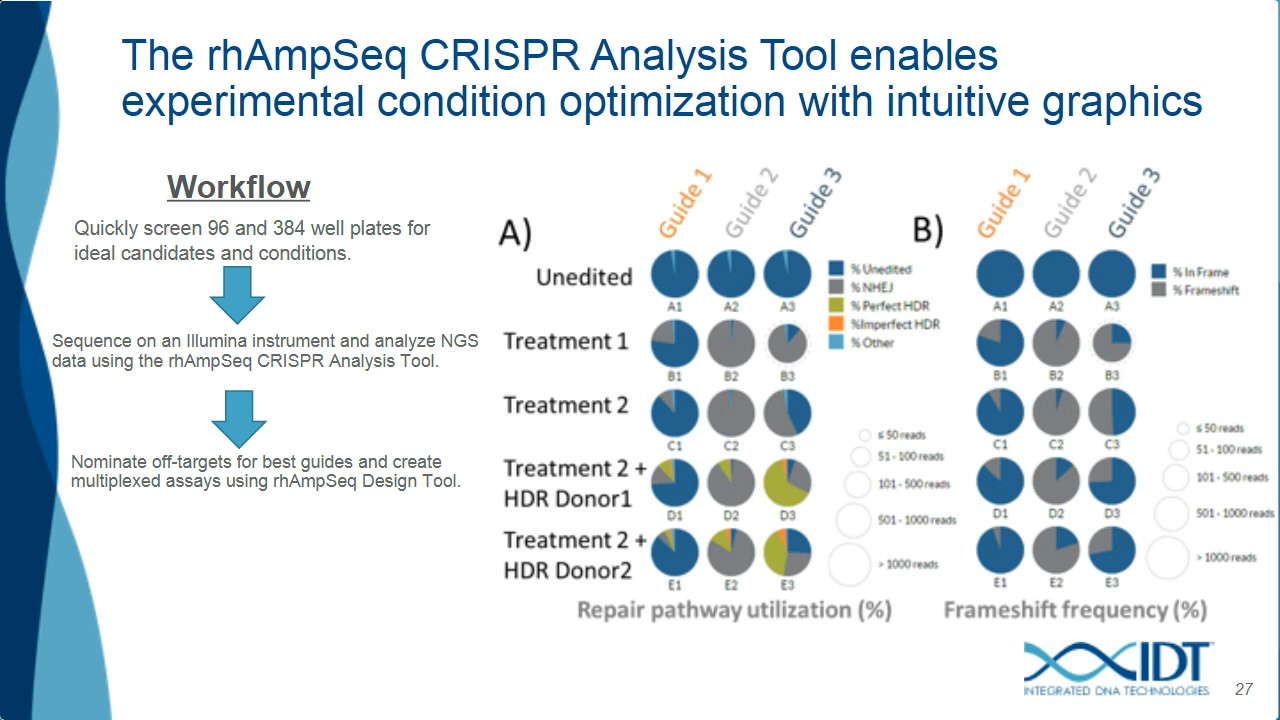 The rhAmpSeq CRISPR Analysis Tool enables
experimental condition optimization with intuitive graphics
Workflow
Quickly screen 96 and 384 well plates for
ideal candidates and conditions.
Sequence on an Illumina instrument and analyze NGS
data using the rhAmpSeq CRISPR Analysis Tool.
Nominate off-targets for best guides and create
multiplexed assays using rhAmpSeq Design Tool.
A)
Guide 1
Guide 2
Guide 3
Unedited
A1
A2
A3
Treatment 1
B1
B2
B3
Treatment 2
C1
C2
C3
Treatment 2 +
HDR Donor1
D1
D2
D3
Treatment 2 +
HDR Donor2
E1
E2
E3
% Unedited
% NHEJ
% Perfect HDR
%Imperfect HDR
% Other
≤ 50 reads
51 - 100 reads
101 - 500 reads
501 - 1000 reads
> 1000 reads
Repair pathway utilization (%)
B)
Guide 1
Guide 2
Guide 3
A1
A2
A3
B1
B2
B3
C1
C2
C3
D1
D2
D3
E1
E2
E3
% In Frame
% Frameshift
≤ 50 reads
51 - 100 reads
101 - 500 reads
501 - 1000 reads
> 1000 reads
Frameshift frequency (%)
IDT
INTEGRATED DNA TECHNOLOGIES
27